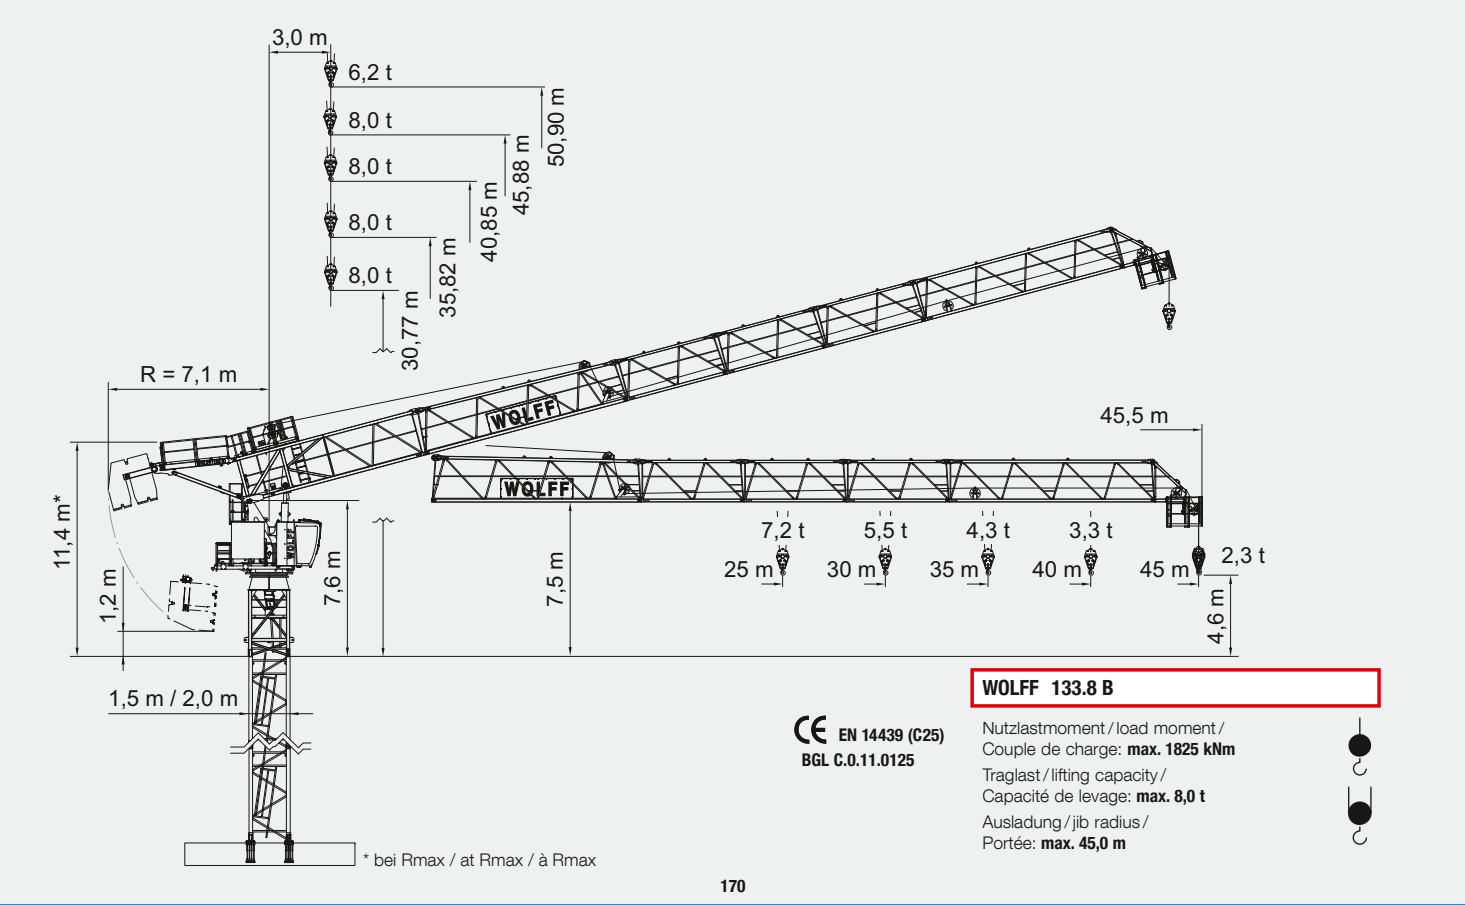 3,0 m
6,2 t
8,0 t
8,0 t
8,0 t
8,0 t
50,90 m
45,88 m
40,85 m
35,82 m
30,77 m
R = 7,1 m
WOLFF
45,5 m
WOLFF
WOLFF
11,4 m*
1,2 m
7,6 m
7,5 m
7,2 t
5,5 t
4,3 t
3,3 t
2,3 t
25 m
30 m
35 m
40 m
45 m
4,6 m
1,5 m / 2,0 m
WOLFF 133.8 B
EN 14439 (C25)
BGL C.0.11.0125
Nutzlastmoment / load moment /
Couple de charge: max. 1825 kNm
Traglast / lifting capacity /
Capacité de levage: max. 8,0 t
Ausladung / jib radius /
Portée: max. 45,0 m
* bei Rmax / at Rmax / à Rmax
170